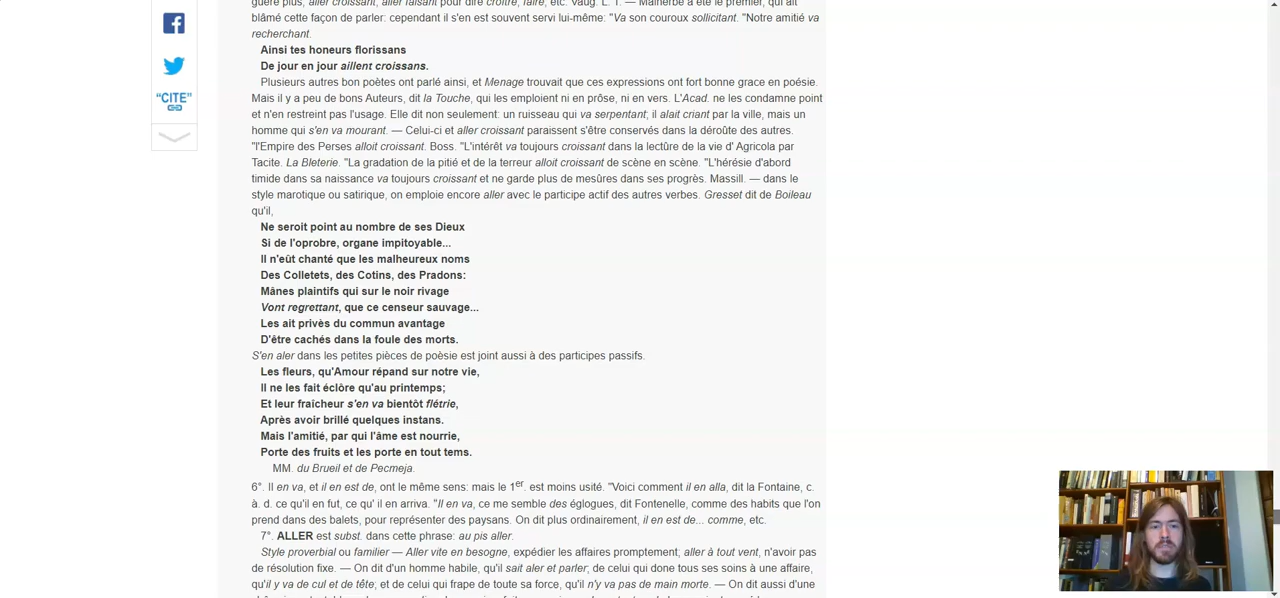 guère plus, aller croissant, aller faisant pour dire croître, faire, etc. Vaug. L. T. — Malherbe a été le premier, qui ait
blâmé cette façon de parler: cependant il s'en est souvent servi lui-même: "Va son couroux sollicitant. "Notre amitié va
recherchant.
Ainsi tes honeurs florissans
De jour en jour aillent croissans.
Plusieurs autres bon poètes ont parlé ainsi, et Menage trouvait que ces expressions ont fort bonne grace en poésie.
Mais il y a peu de bons Auteurs, dit la Touche, qui les emploient ni en prôse, ni en vers. L'Acad. ne les condamne point
et n'en restreint pas l'usage. Elle dit non seulement: un ruisseau qui va serpentant; il alait criant par la ville, mais un
homme qui s'en va mourant. — Celui-ci et aller croissant paraissent s'être conservés dans la déroûte des autres.
"l'Empire des Perses alloit croissant. Boss. "L'intérêt va toujours croissant dans la lectûre de la vie d' Agricola par
Tacite. La Bleterie. "La gradation de la pitié et de la terreur alloit croissant de scène en scène. "L'hérésie d'abord
timide dans sa naissance va toujours croissant et ne garde plus de mesûres dans ses progrès. Massill. — dans le
style marotique ou satirique, on emploie encore aller avec le participe actif des autres verbes. Gresset dit de Boileau
qu'il,
Ne seroit point au nombre de ses Dieux
Si de l'oprobre, organe impitoyable...
Il n'eût chanté que les malheureux noms
Des Colletets, des Cotins, des Pradons:
Mânes plaintifs qui sur le noir rivage
Vont regrettant, que ce censeur sauvage...
Les ait privès du commun avantage
D'être cachés dans la foule des morts.
S'en aler dans les petites pièces de poèsie est joint aussi à des participes passifs.
Les fleurs, qu'Amour répand sur notre vie,
Il ne les fait éclôre qu'au printemps;
Et leur fraîcheur s'en va bientôt flétrie,
Après avoir brillé quelques instans.
Mais l'amitié, par qui l'âme est nourrie,
Porte des fruits et les porte en tout tems.
MM. du Brueil et de Pecmeja.
6°. Il en va, et il en est de, ont le même sens: mais le 1er. est moins usité. "Voici comment il en alla, dit la Fontaine, c.
à. d. ce qu'il en fut, ce qu' il en arriva. "Il en va, ce me semble des églogues, dit Fontenelle, comme des habits que l'on
prend dans des balets, pour représenter des paysans. On dit plus ordinairement, il en est de... comme, etc.
7°. ALLER est subst. dans cette phrase: au pis aller.
Style proverbial ou familier — Aller vite en besogne, expédier les affaires promptement; aller à tout vent, n'avoir pas
de résolution fixe. — On dit d'un homme habile, qu'il sait aler et parler; de celui qui done tous ses soins à une affaire,
qu'il y va de cul et de tête; et de celui qui frape de toute sa force, qu'il n'y va pas de main morte. — On dit aussi d'une
"CITE"